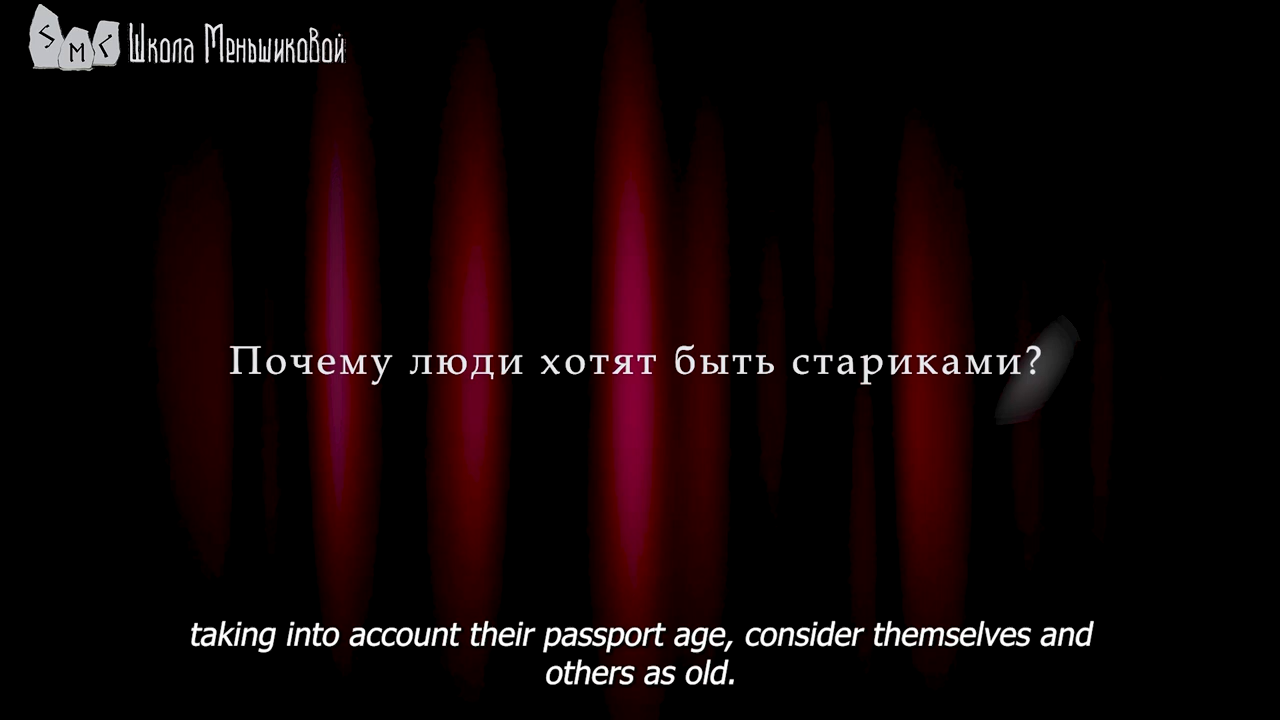 SMS Школа Меньшиковой
Почему люди хотят быть стариками?
taking into account their passport age, consider themselves and
others as old.